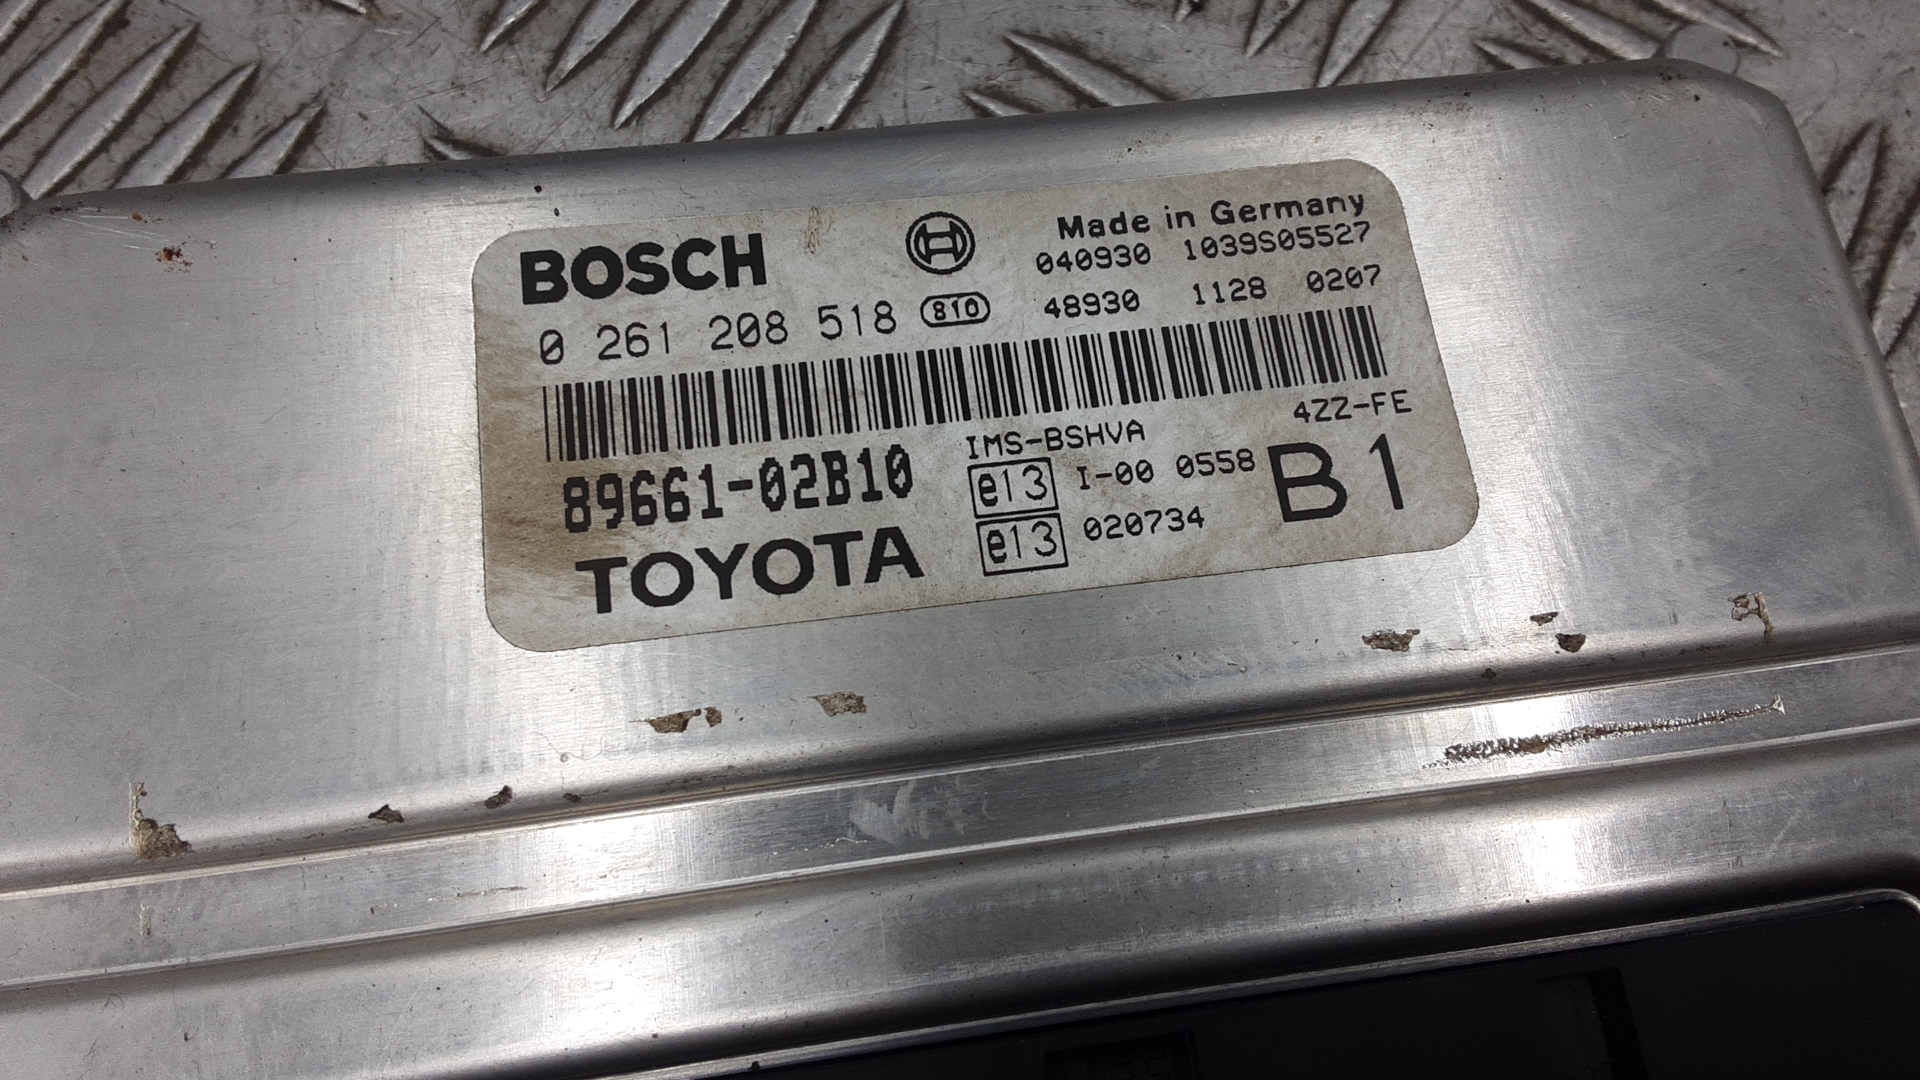 BOSCH
Made in Germany
040930 1039S05527
0 261 208 518 810 48930 1128 0207
4ZZ-FE
IMS-BSHVA
89661-02B10
e13 I-00 0558 B1
TOYOTA
e13 020734